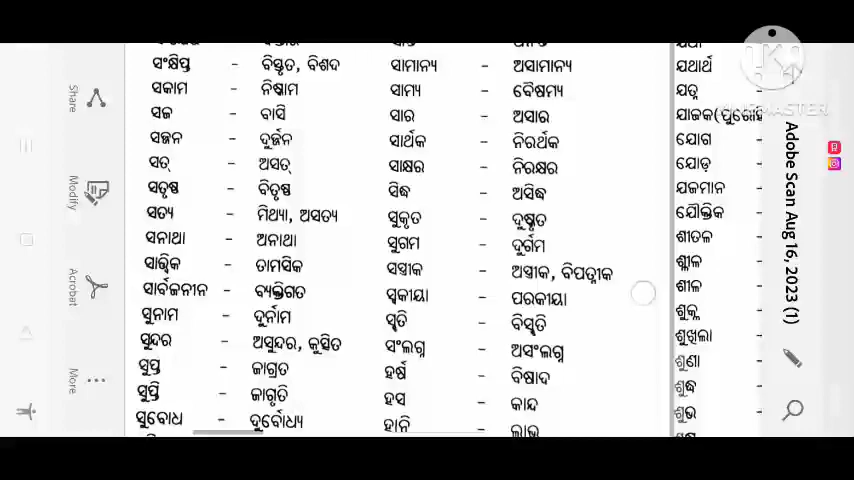 ସଂକ୍ଷିପ୍ତ - ବିସ୍ତୃତ, ବିଶଦ
ସକାମ - ନିଷ୍କାମ
ସଜ - ବାସି
ସଜ୍ଜନ - ଦୁର୍ଜନ
ସତ୍ - ଅସତ୍
ସତୃଷ୍ଣ - ବିତୃଷ୍ଣ
ସତ୍ୟ - ମିଥ୍ୟା, ଅସତ୍ୟ
ସନାଥା - ଅନାଥା
ସାତ୍ତ୍ଵିକ - ତାମସିକ
ସାର୍ବଜନୀନ - ବ୍ୟକ୍ତିଗତ
ସୁନାମ - ଦୁର୍ନାମ
ସୁନ୍ଦର - ଅସୁନ୍ଦର, କୁତ୍ସିତ
ସୁପ୍ତ - ଜାଗ୍ରତ
ସୁପ୍ତି - ଜାଗୃତି
ସୁବୋଧ - ଦୁର୍ବୋଧ୍ୟ
ସାମାନ୍ୟ - ଅସାମାନ୍ୟ
ସାମ୍ୟ - ବୈଷମ୍ୟ
ସାର - ଅସାର
ସାର୍ଥକ - ନିରର୍ଥକ
ସାକ୍ଷର - ନିରକ୍ଷର
ସିଦ୍ଧ - ଅସିଦ୍ଧ
ସୁକୃତ - ଦୁଷ୍କୃତ
ସୁଗମ - ଦୁର୍ଗମ
ସସ୍ତ୍ରୀକ - ଅସ୍ତ୍ରୀକ, ବିପତ୍ନୀକ
ସ୍ୱକୀୟା - ପରକୀୟା
ସ୍ମୃତି - ବିସ୍ମୃତି
ସଂଲଗ୍ନ - ଅସଂଲଗ୍ନ
ହର୍ଷ - ବିଷାଦ
ହସ - କାନ୍ଦ
ହାନି - ଲାଭ
ଯଥାର୍ଥ -
ଯତ୍ନ -
ଯାଜକ(ପୁରୋହି
ଯୋଗ -
ଯୋଡ଼ -
ଯଜମାନ -
ଯୌକ୍ତିକ -
ଶୀତଳ -
ଶ୍ଳୀଳ -
ଶୀଳ -
ଶୁକ୍ଲ -
ଶୁଖିଲା -
ଶୁଣା -
ଶୁଦ୍ଧ -
ଶୁଭ -
Adobe Scan Aug 16, 2023 (1)
Share
Modify
Acrobat
More